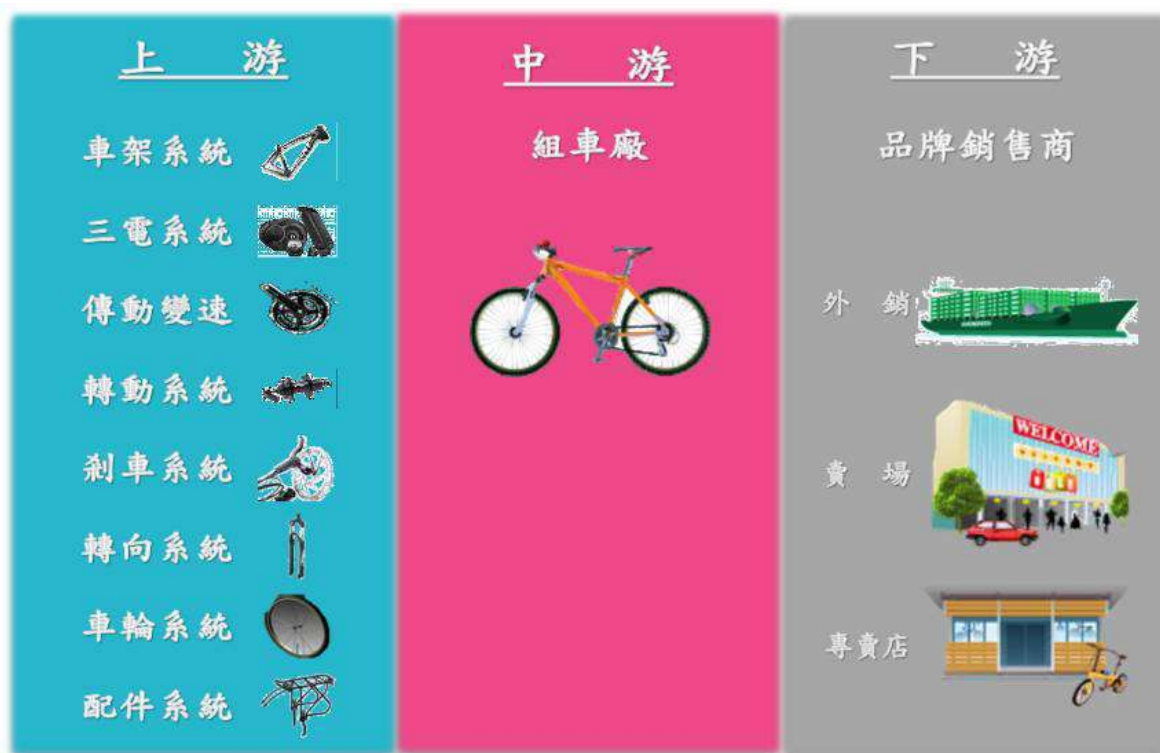 上 游
車架系統
三電系統
傳動變速
轉動系統
剎車系統
轉向系統
車輪系統
配件系統
中 游
組車廠
下 游
品牌銷售商
外 銷
賣 場
WELCOME
專賣店